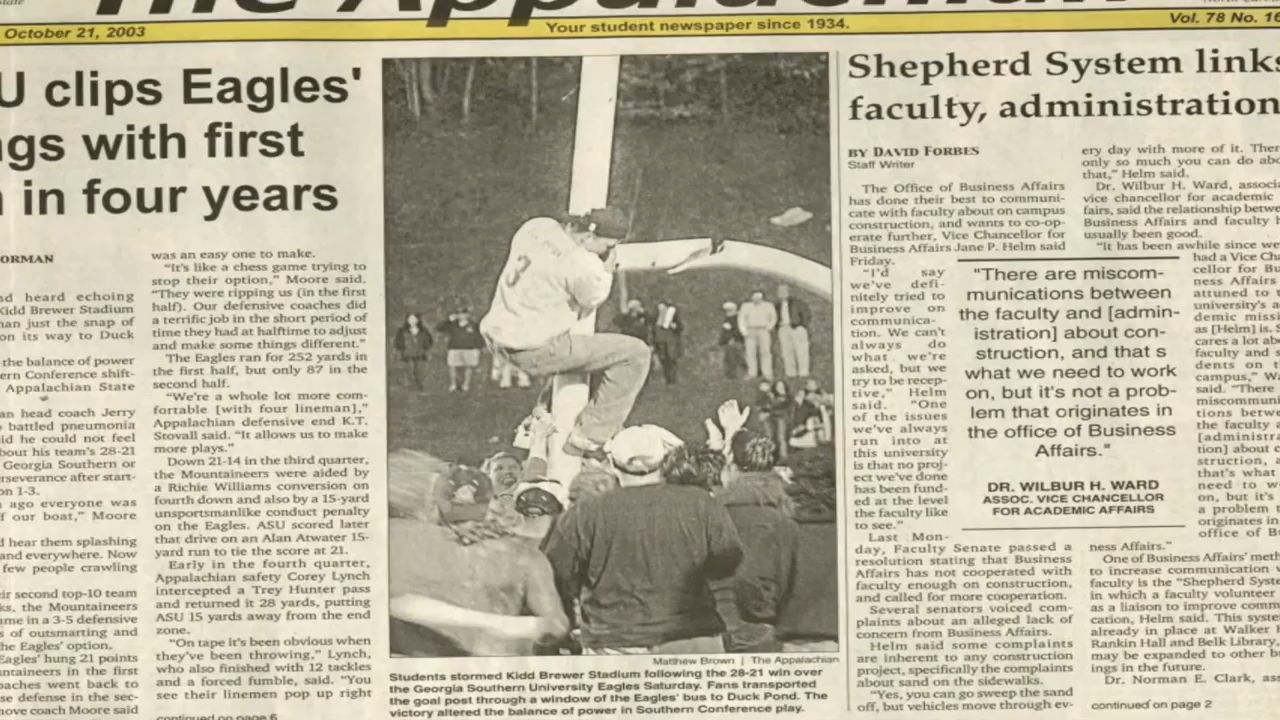 The Appalachian
October 21, 2003
Your student newspaper since 1934.
Vol. 78 No. 16
U clips Eagles'
ngs with first
in in four years
ORMAN
nd heard echoing
Kidd Brewer Stadium
han just the snap of
on its way to Duck
the balance of power
ern Conference shift-
Appalachian State
an head coach Jerry
battled pneumonia
id he could not feel
bout his team's 28-21
Georgia Southern or
rseverance after start-
on 1-3.
ago everyone was
f our boat," Moore
d hear them splashing
and everywhere. Now
few people crawling
eir second top-10 team
ks, the Mountaineers
ame in a 3-5 defensive
s of outsmarting and
he Eagles' option.
Eagles' hung 21 points
untaineers in the first
oaches went back to
se defense in the sec-
ove coach Moore said
was an easy one to make.
"It's like a chess game trying to
stop their option," Moore said.
"They were ripping us (in the first
half). Our defensive coaches did
a terrific job in the short period of
time they had at halftime to adjust
and make some things different."
The Eagles ran for 252 yards in
the first half, but only 87 in the
second half.
"We're a whole lot more com-
fortable [with four lineman],"
Appalachian defensive end K.T.
Stovall said. "It allows us to make
more plays."
Down 21-14 in the third quarter,
the Mountaineers were aided by
a Richie Williams conversion on
fourth down and also by a 15-yard
unsportsmanlike conduct penalty
on the Eagles. ASU scored later
that drive on an Alan Atwater 15-
yard run to tie the score at 21.
Early in the fourth quarter,
Appalachian safety Corey Lynch
intercepted a Trey Hunter pass
and returned it 28 yards, putting
ASU 15 yards away from the end
zone.
"On tape it's been obvious when
they've been throwing," Lynch,
who also finished with 12 tackles
and a forced fumble, said. "You
see their linemen pop up right
continued on page 6
3
Matthew Brown | The Appalachian
Students stormed Kidd Brewer Stadium following the 28-21 win over
the Georgia Southern University Eagles Saturday. Fans transported
the goal post through a window of the Eagles' bus to Duck Pond. The
victory altered the balance of power in Southern Conference play.
Shepherd System links
faculty, administration
BY DAVID FORBES
Staff Writer
The Office of Business Affairs
has done their best to communi-
cate with faculty about on campus
construction, and wants to co-op-
erate further, Vice Chancellor for
Business Affairs Jane P. Helm said
Friday.
"I'd say
we've defi-
nitely tried to
improve on
communica-
tion. We can't
always do
what we're
asked, but we
try to be recep-
tive," Helm
said. "One
of the issues
we've always
run into at
this university
is that no proj-
ect we've done
has been fund-
ed at the level
the faculty like
to see."
Last Mon-
day, Faculty Senate passed a
resolution stating that Business
Affairs has not cooperated with
faculty enough on construction,
and called for more cooperation.
Several senators voiced com-
plaints about an alleged lack of
concern from Business Affairs.
Helm said some complaints
are inherent to any construction
project, specifically the complaints
about sand on the sidewalks.
"Yes, you can go sweep the sand
off, but vehicles move through ev-
"There are miscom-
munications between
the faculty and [admin-
istration] about con-
struction, and that s
what we need to work
on, but it's not a prob-
lem that originates in
the office of Business
Affairs."
DR. WILBUR H. WARD
ASSOC. VICE CHANCELLOR
FOR ACADEMIC AFFAIRS
ery day with more of it. Ther
only so much you can do abo
that," Helm said.
Dr. Wilbur H. Ward, associa
vice chancellor for academic
fairs, said the relationship betwe
Business Affairs and faculty h
usually been good.
"It has been awhile since we
had a Vice Cha
cellor for Bu
ness Affairs
attuned to t
university's a
demic missi
as [Helm] is. S
cares a lot abo
faculty and s
dents on t
campus," Wa
said. "There
miscommuni
tions betwe
the faculty a
[administra
tion] about c
struction, a
that's what
need to w
on, but it's
a problem t
originates in
office of Bu
ness Affairs."
One of Business Affairs' meth
to increase communication w
faculty is the "Shepherd Syste
in which a faculty volunteer
as a liaison to improve comm
cation, Helm said. This system
already in place at Walker
Rankin Hall and Belk Library
may be expanded to other bu
ings in the future.
Dr. Norman E. Clark, ass
continued on page 2